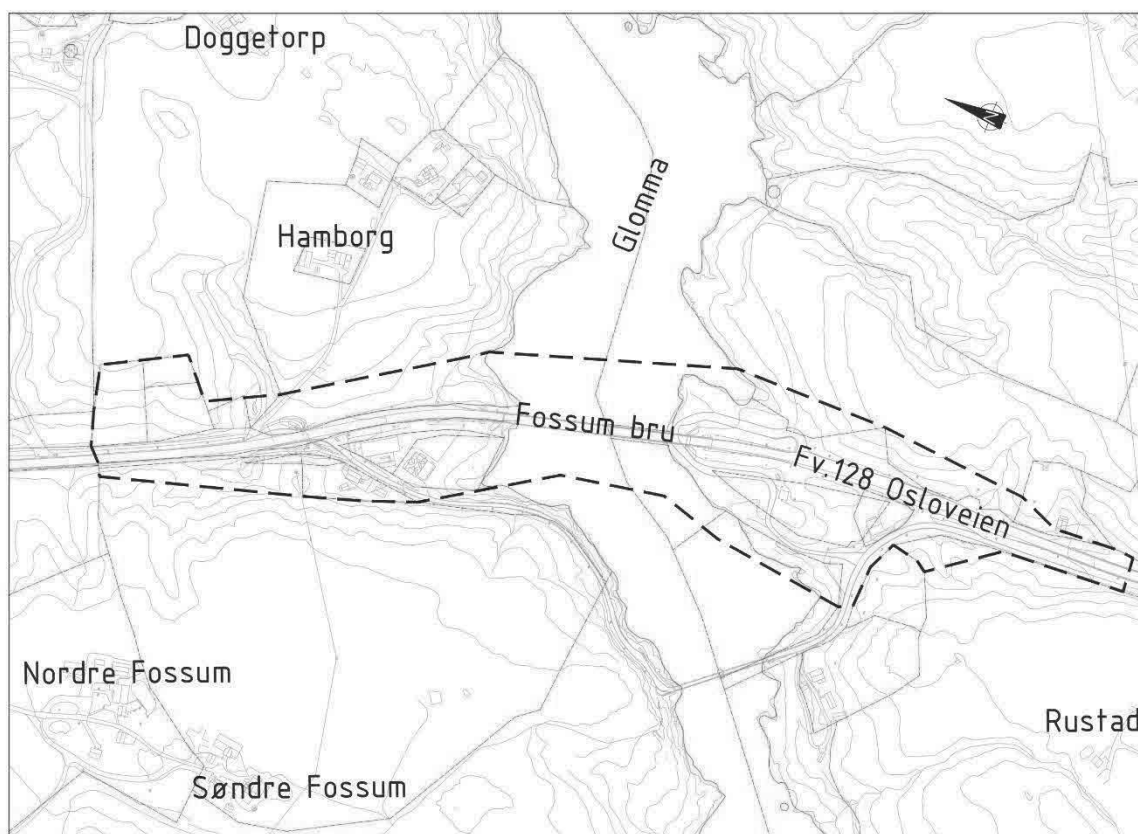 Doggetorp
N
Hamborg
Glomma
Fossum bru
Fv.128 Osloveien
Nordre Fossum
Rustad
Søndre Fossum